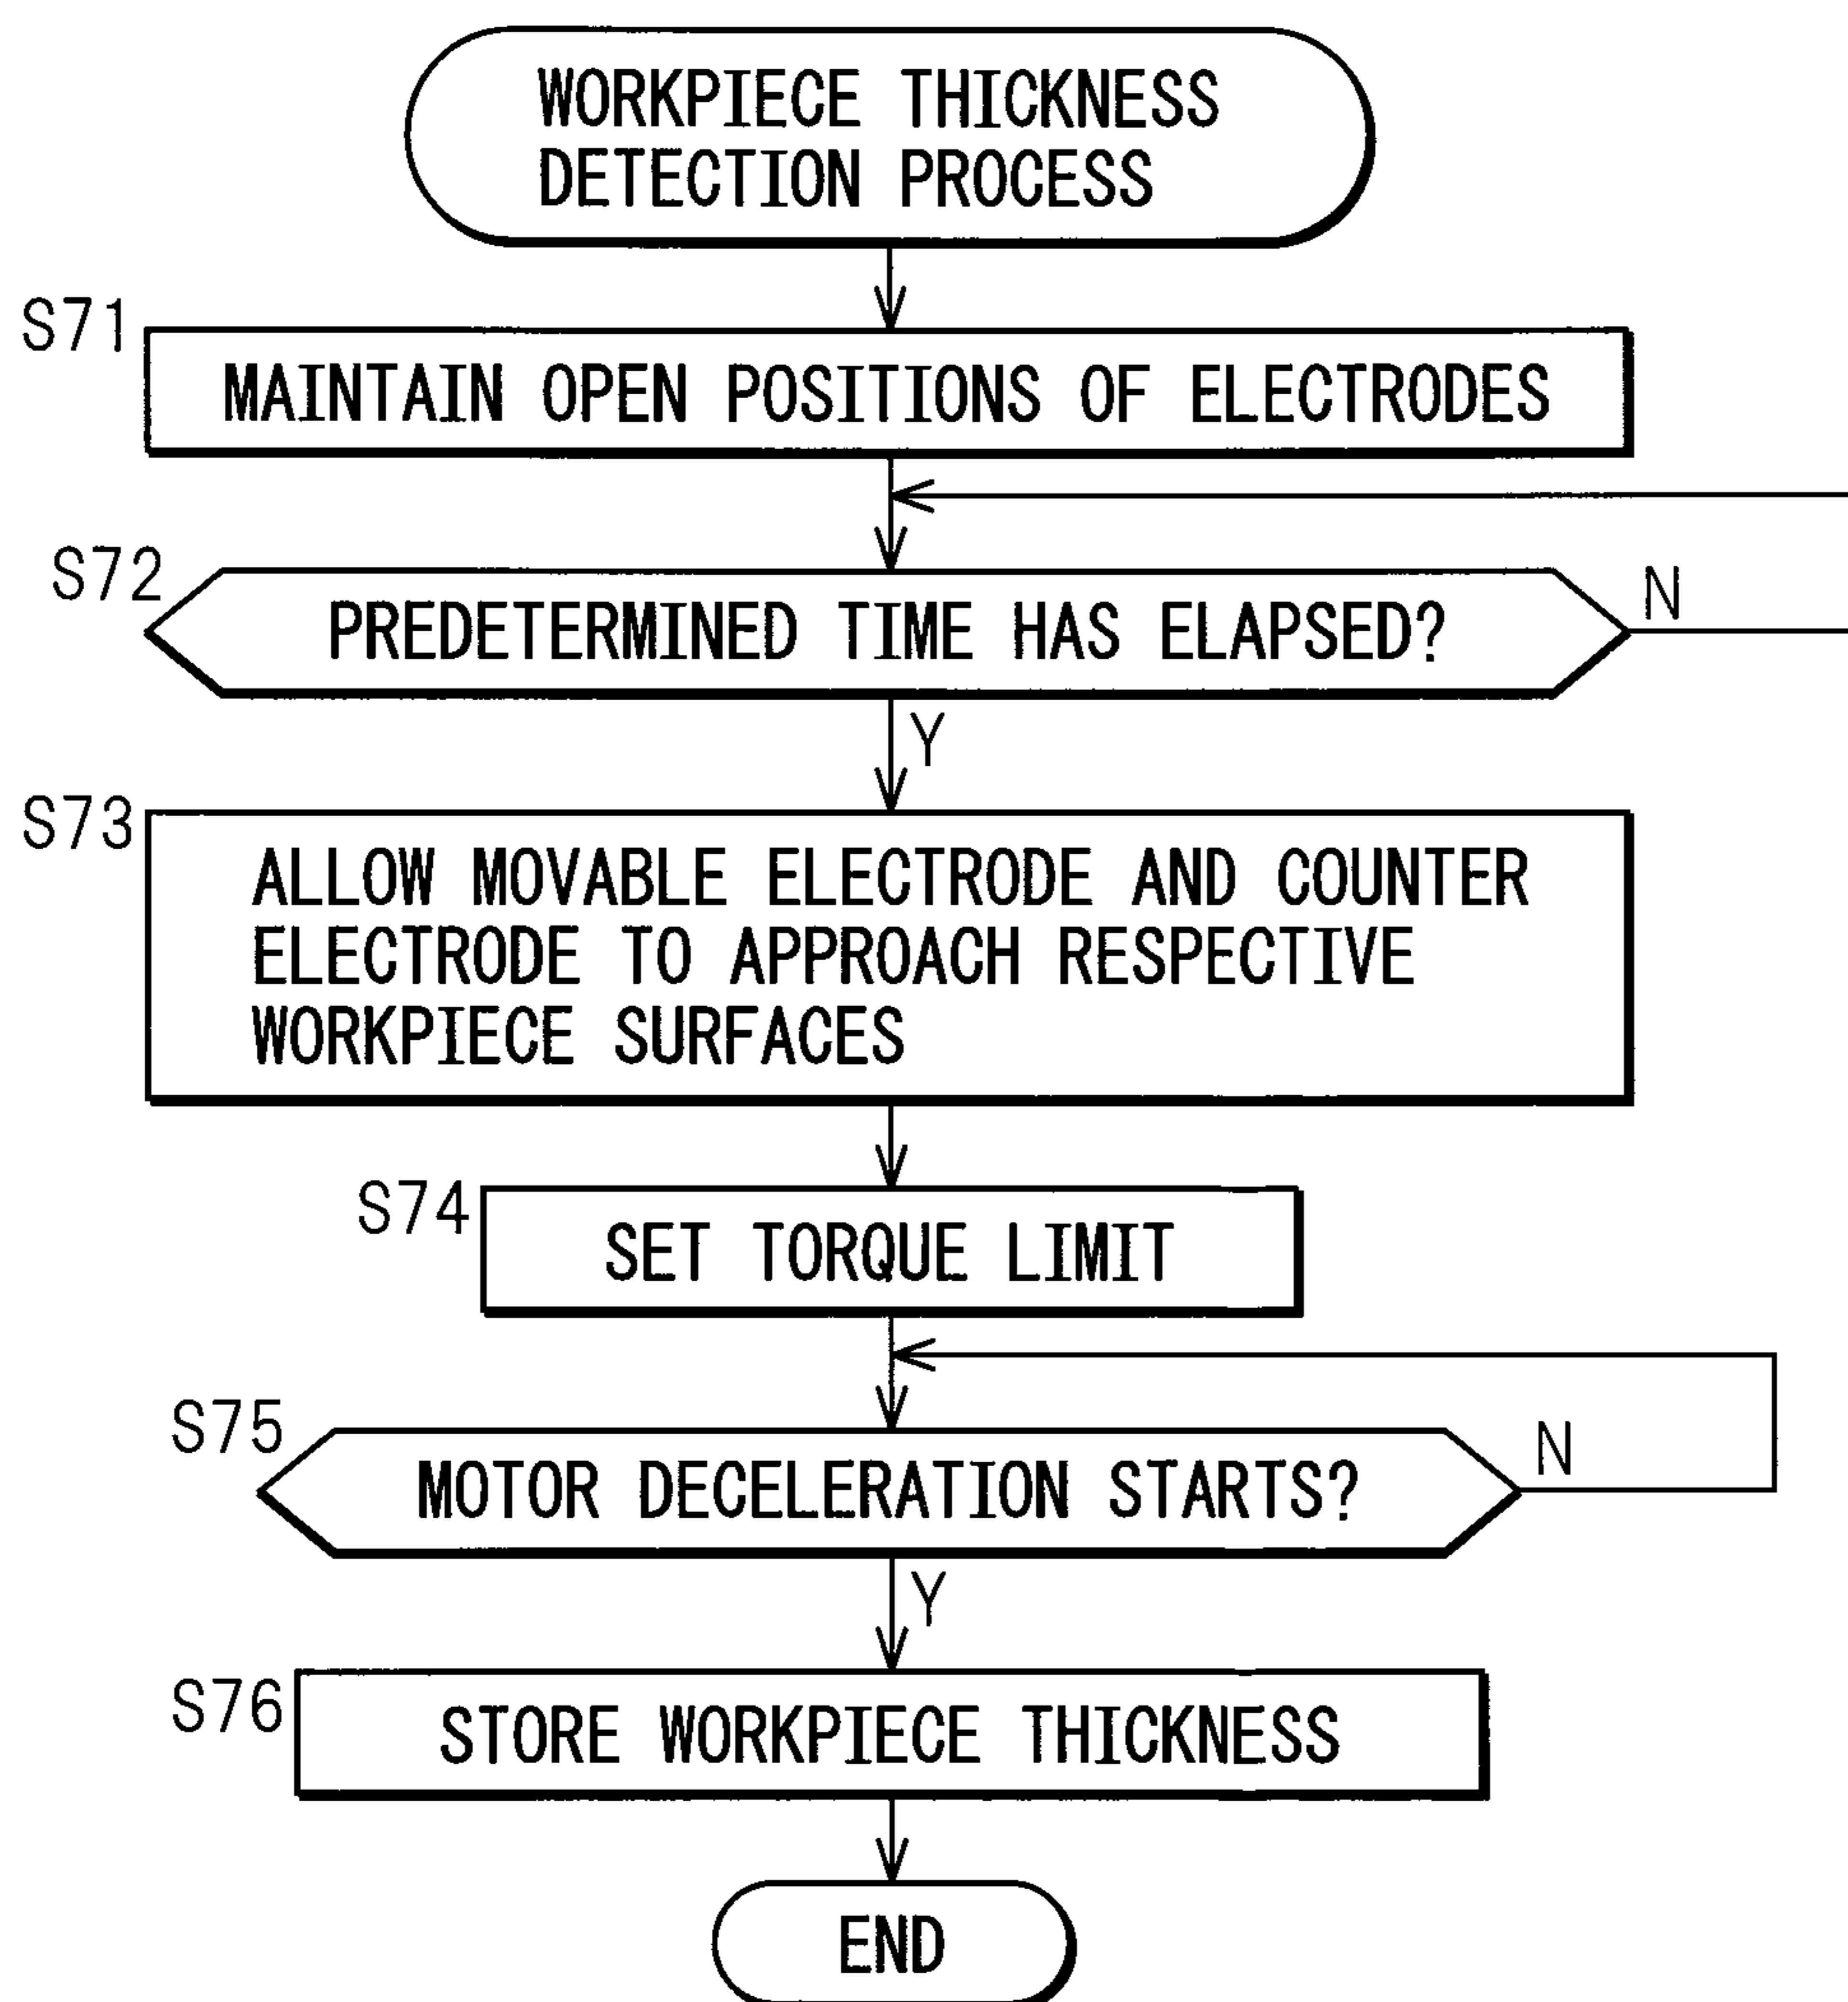 WORKPIECE THICKNESS
DETECTION PROCESS
S71
MAINTAIN OPEN POSITIONS OF ELECTRODES
S72
PREDETERMINED TIME HAS ELAPSED?
N
Y
S73
ALLOW MOVABLE ELECTRODE AND COUNTER
ELECTRODE TO APPROACH RESPECTIVE
WORKPIECE SURFACES
S74
SET TORQUE LIMIT
S75
MOTOR DECELERATION STARTS?
N
Y
S76
STORE WORKPIECE THICKNESS
END